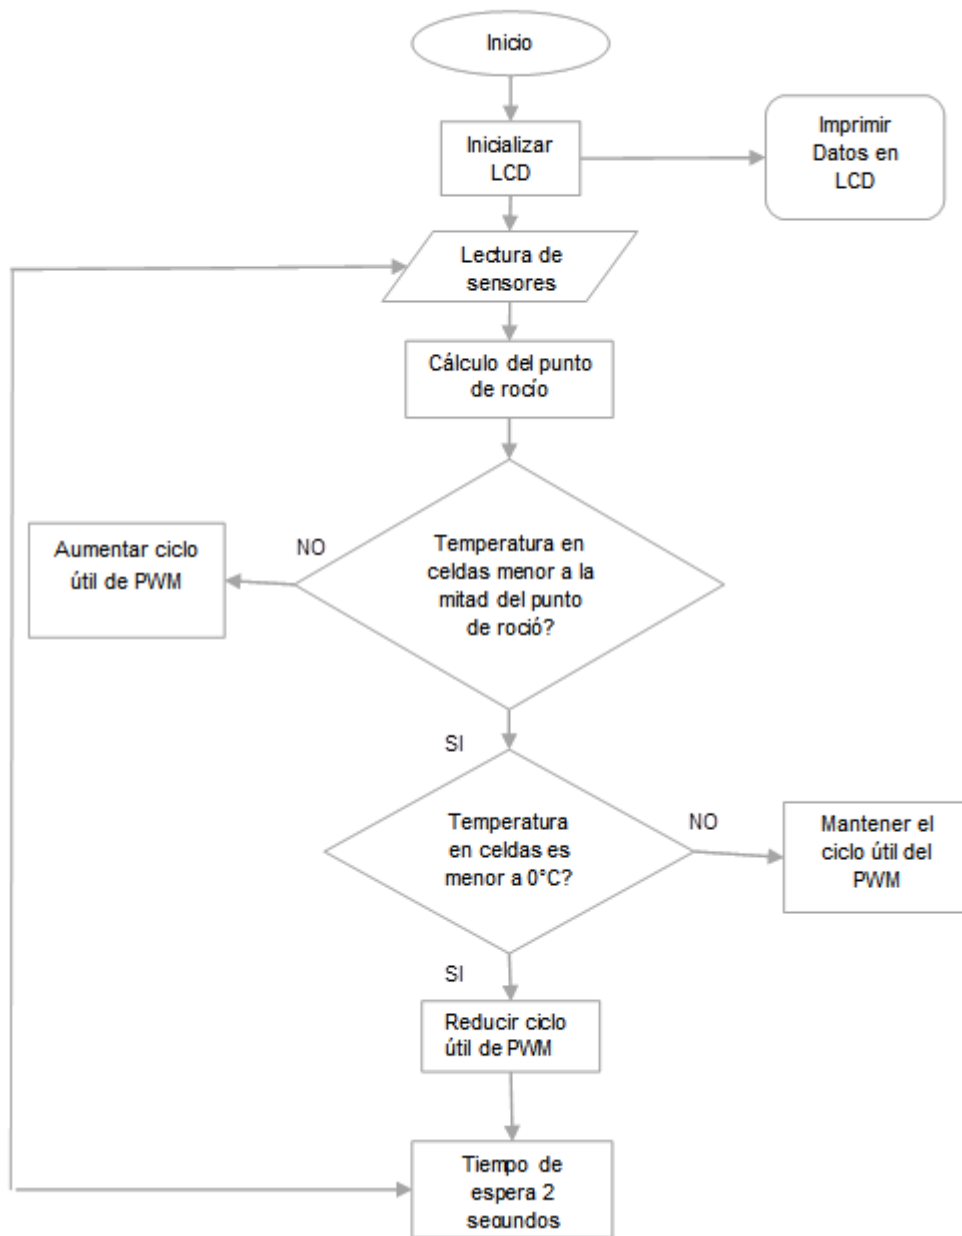 Inicio
Inicializar
LCD
Imprimir
Datos en
LCD
Lectura de
sensores
Cálculo del punto
de rocío
Temperatura en
celdas menor a la
mitad del punto
de roció?
NO
Aumentar ciclo
útil de PWM
SI
Temperatura
en celdas es
menor a 0°C?
NO
Mantener el
ciclo útil del
PWM
SI
Reducir ciclo
útil de PWM
Tiempo de
espera 2
segundos